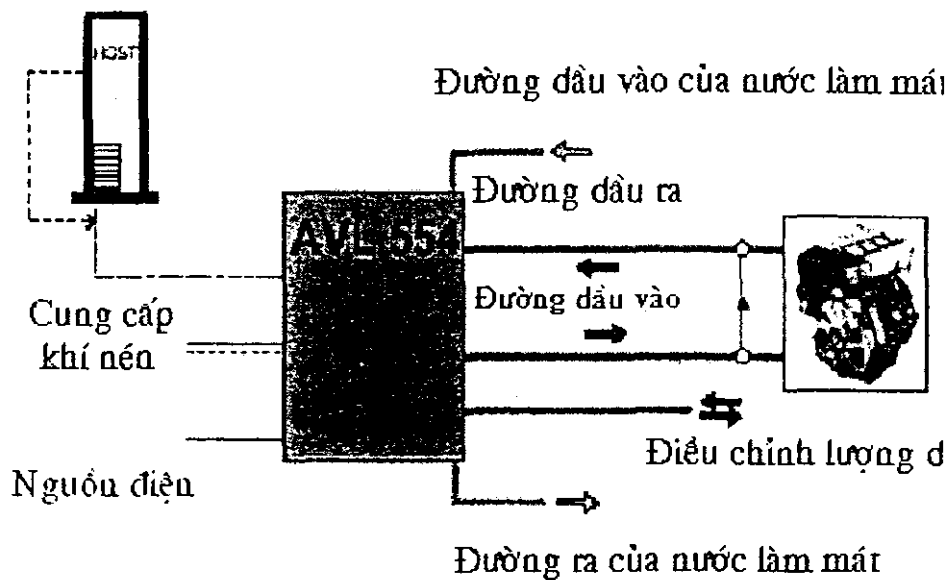 HOST
Đường dầu vào của nước làm mát
Đường dầu ra
AVL 554
Đường dầu vào
Cung cấp
khí nén
Điều chỉnh lượng d
Nguồn điện
Đường ra của nước làm mát